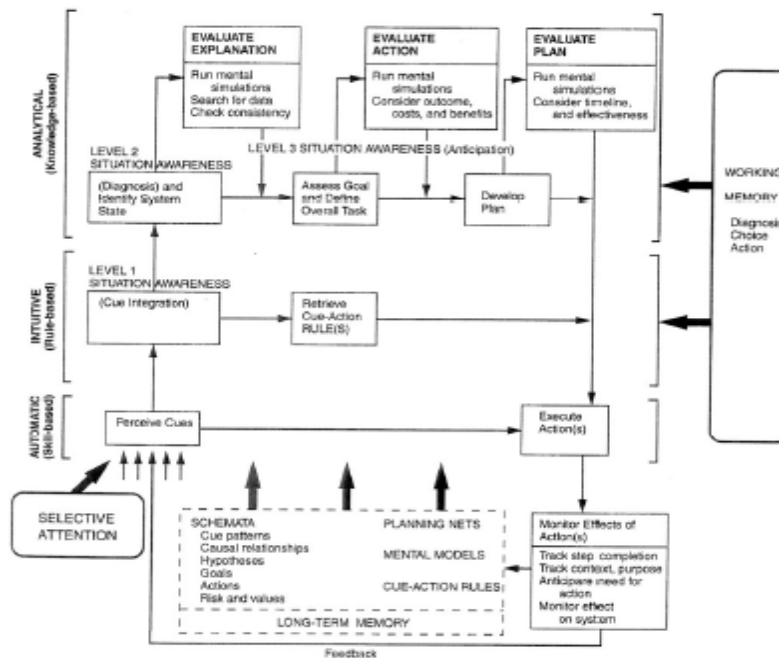 EVALUATE
EXPLANATION
Run mental
simulations
Search for data
Check consistency
EVALUATE
ACTION
Run mental
simulations
Consider outcome,
costs, and benefits
EVALUATE
PLAN
Run mental
simulations
Consider timeline,
and effectiveness
ANALYTICAL
(Knowledge-based)
LEVEL 2
SITUATION AWARENESS
LEVEL 3 SITUATION AWARENESS (Anticipation)
(Diagnosis) and
Identify System
State
Assess Goal
and Define
Overall Task
Develop
Plan
WORKING
MEMORY
Diagnosis
Choice
Action
INTUITIVE
(Rule-based)
LEVEL 1
SITUATION AWARENESS
(Cue Integration)
Retrieve
Cue-Action
RULE(S)
AUTOMATIC
(Skill-based)
Perceive Cues
Execute
Action(s)
SELECTIVE
ATTENTION
SCHEMATA
Cue patterns
Causal relationships
Hypotheses
Goals
Actions
Risk and values
PLANNING NETS
MENTAL MODELS
CUE-ACTION RULES
LONG-TERM MEMORY
Monitor Effects of
Action(s)
Track step completion
Track context, purpose
Anticipare need for
action
Monitor effect
on system
Feedback